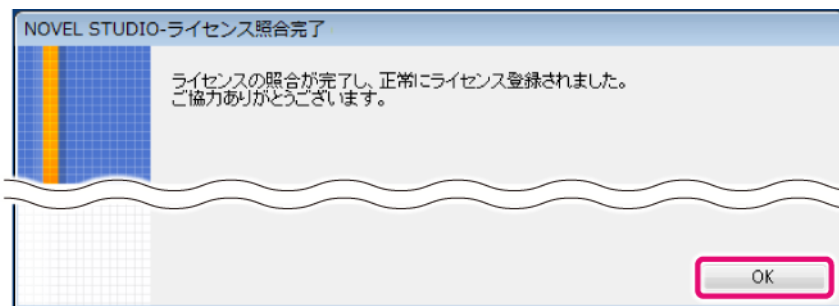 NOVEL STUDIO-ライセンス照合完了
ライセンスの照合が完了し、正常にライセンス登録されました。
ご協力ありがとうございます。
OK